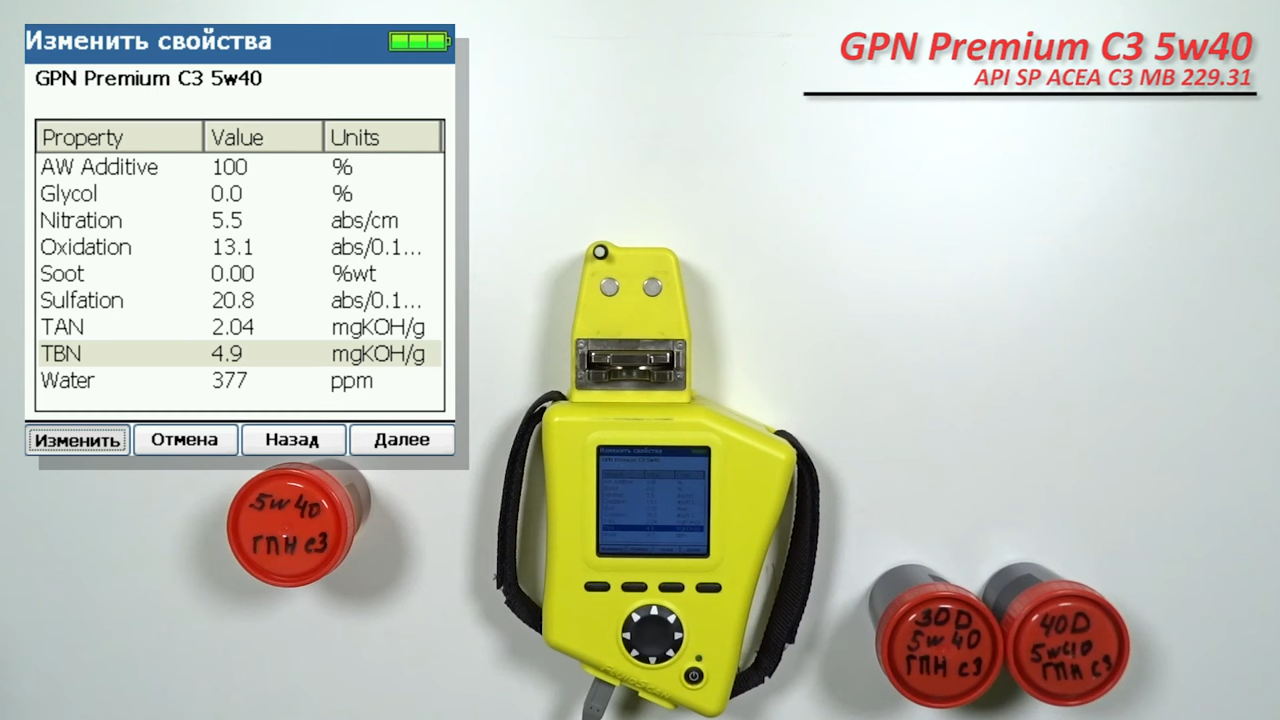 Изменить свойства
GPN Premium C3 5w40
Property Value Units
AW Additive 100 %
Glycol 0.0 %
Nitration 5.5 abs/cm
Oxidation 13.1 abs/0.1...
Soot 0.00 %wt
Sulfation 20.8 abs/0.1...
TAN 2.04 mgKOH/g
TBN 4.9 mgKOH/g
Water 377 ppm
Изменить Отмена Назад Далее
GPN Premium C3 5w40
API SP ACEA C3 MB 229.31
5w40
ГПН с3
Изменить свойства
30D
5w40
ГПН с3
40D
5w40
ГПН с3